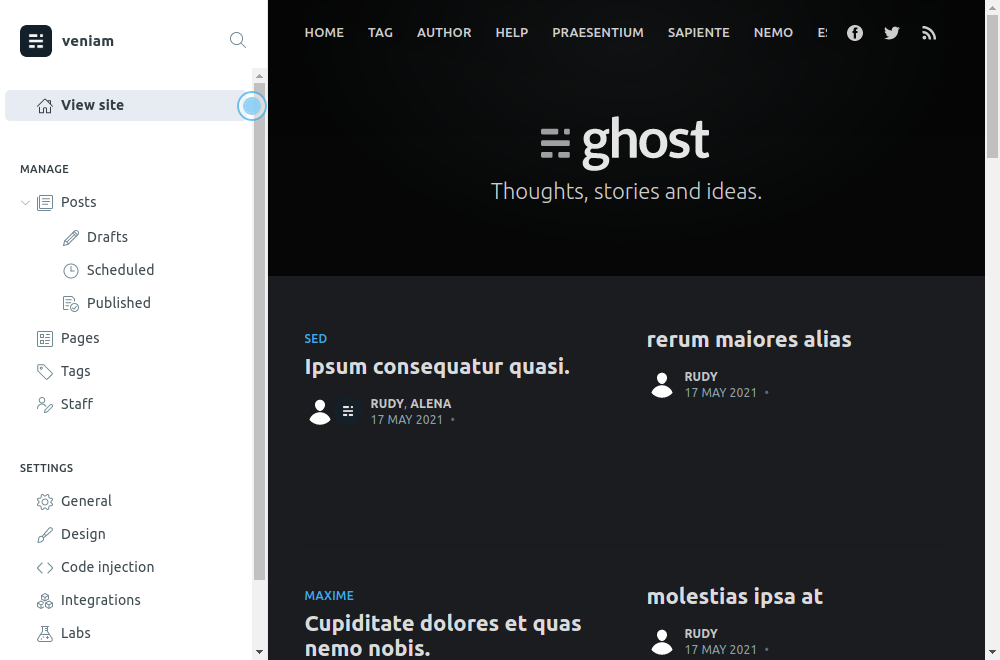 veniam
View site
MANAGE
Posts
Drafts
Scheduled
Published
Pages
Tags
Staff
SETTINGS
General
Design
Code injection
Integrations
Labs
HOME TAG AUTHOR HELP PRAESENTIUM SAPIENTE NEMO
ghost
Thoughts, stories and ideas.
SED
Ipsum consequatur quasi.
RUDY, ALENA
17 MAY 2021 •
rerum maiores alias
RUDY
17 MAY 2021 •
MAXIME
Cupiditate dolores et quas
nemo nobis.
molestias ipsa at
RUDY
17 MAY 2021 •